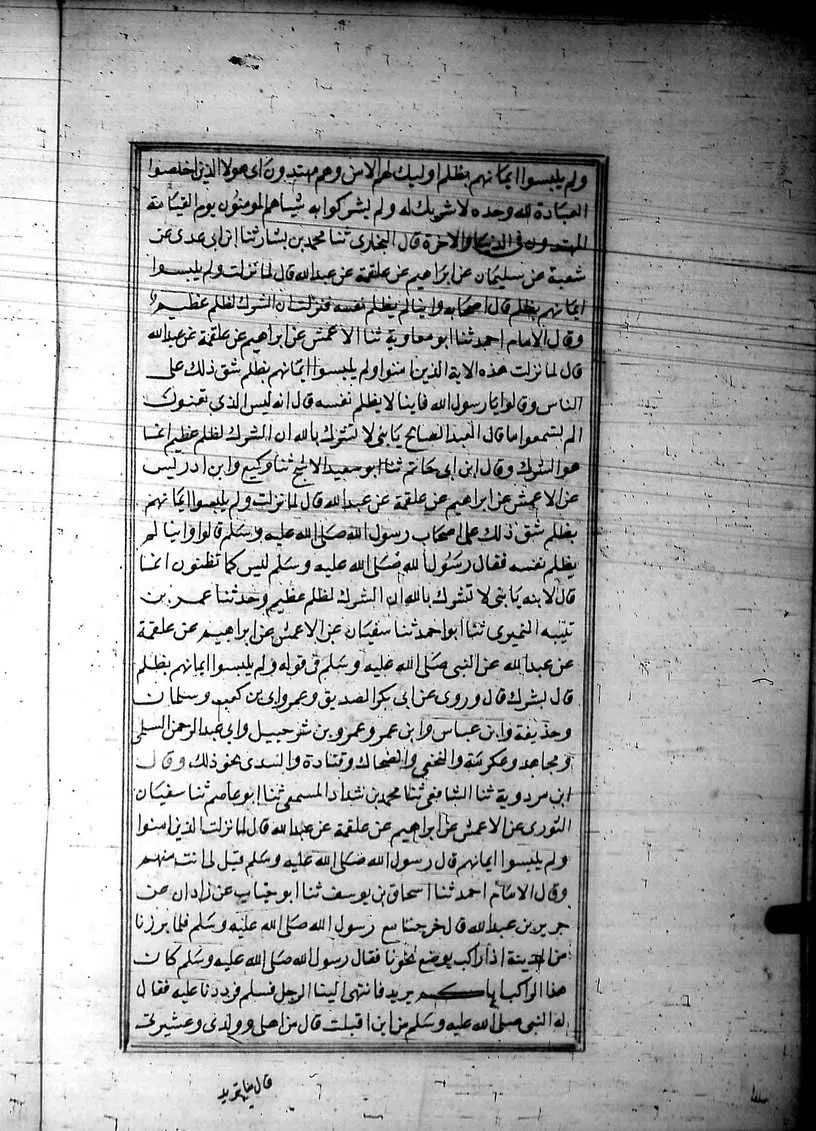 ولم يلبسوا ايمانهم بظلم اوليك لهم الامن وهم مهتدون اى هولا الذين اخلصوا
العبادة لله وحده لا شريك له ولم يشركوا به شيا هم المومنون يوم القيامة
المهتدون فى الدنيا والاخرة قال البخارى ثنا محمد بن بشار ثنا ابن ابى عدى عن
شعبة عن سليمان عن ابراهيم عن علقمة عن عبد الله قال لما نزلت ولم يلبسوا
ايمانهم بظلم قال اصحابه واينا لم يظلم نفسه فنزلت ان الشرك لظلم عظيم
وقال الامام احمد ثنا ابو معاوية ثنا الاعمش عن ابراهيم عن علقمة عن عبد الله
قال لما نزلت هذه الاية الذين امنوا ولم يلبسوا ايمانهم بظلم شق ذلك على
الناس وقالوا يا رسول الله فاينا لا يظلم نفسه قال انه ليس الذى تعنون
الم تسمعوا ما قال العبد الصالح يا بنى لا تشرك بالله ان الشرك لظلم عظيم انما
هو الشرك وقال ابن ابى حاتم ثنا ابو سعيد الاشج ثنا وكيع وابن ادريس
عن الاعمش عن ابراهيم عن علقمة عن عبد الله قال لما نزلت ولم يلبسوا ايمانهم
بظلم شق ذلك على اصحاب رسول الله صلى الله عليه وسلم قالوا واينا لم
يظلم نفسه فقال رسول الله صلى الله عليه وسلم ليس كما تظنون انما
قال لابنه يا بنى لا تشرك بالله ان الشرك لظلم عظيم وحدثنا عمر بن
تيبه النميرى ثنا ابو احمد ثنا سفيان عن الاعمش عن ابراهيم عن علقمة
عن عبد الله عن النبى صلى الله عليه وسلم فى قوله ولم يلبسوا ايمانهم بظلم
قال بشرك قال وروى عن ابى بكر الصديق وعمر وابى بن كعب وسلمان
وحذيفة وابن عباس وابن عمر وعمرو بن شرحبيل وابى عبد الرحمن السلمى
ومجاهد وعكرمة والنخعى والضحاك وقتادة والسدى نحو ذلك وقال
ابن مردوية ثنا الشافعى ثنا محمد بن شداد المسمعى ثنا ابو عاصم ثنا سفيان
الثورى عن الاعمش عن ابراهيم عن علقمة عن عبد الله قال لما نزلت الذين امنوا
ولم يلبسوا ايمانهم قال رسول الله صلى الله عليه وسلم قيل لى انت منهم
وقال الامام احمد ثنا اسحاق بن يوسف ثنا ابو جناب عن زادان عن
جرير بن عبد الله قال خرجنا مع رسول الله صلى الله عليه وسلم فلما برزنا
من المدينة اذا راكب يوضع نحونا فقال رسول الله صلى الله عليه وسلم كان
هذا الراكب اياكم يريد فانتهى الينا الرجل فسلم فرددنا عليه فقال
له النبى صلى الله عليه وسلم من اين اقبلت قال من اهلى وولدى وعشيرتى
قال فاين تريد